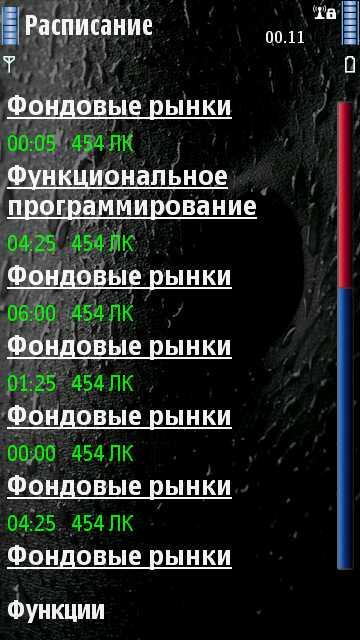 Расписание
00.11
Фондовые рынки
00:05 454 ЛК
Функциональное
программирование
04:25 454 ЛК
Фондовые рынки
06:00 454 ЛК
Фондовые рынки
01:25 454 ЛК
Фондовые рынки
00:00 454 ЛК
Фондовые рынки
04:25 454 ЛК
Фондовые рынки
Функции